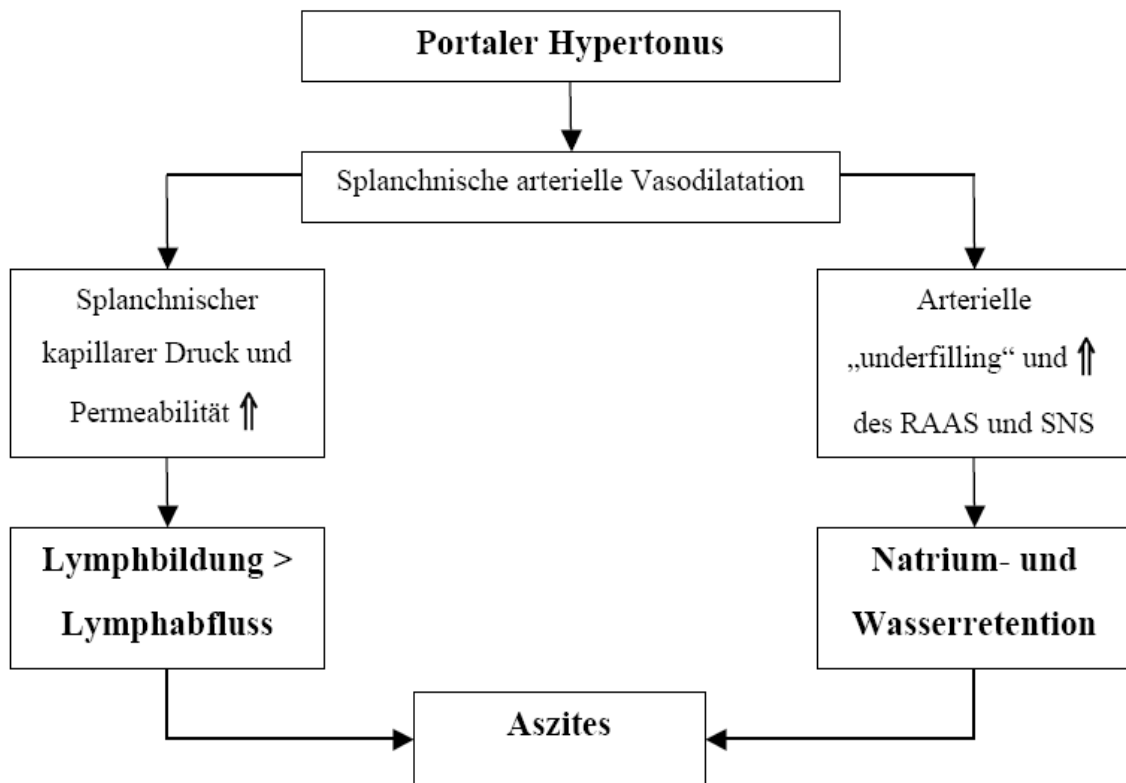 Portaler Hypertonus
Splanchnische arterielle Vasodilatation
Splanchnischer
kapillarer Druck und
Permeabilität ⇑
Arterielle
„underfilling“ und ⇑
des RAAS und SNS
Lymphbildung >
Lymphabfluss
Natrium- und
Wasserretention
Aszites